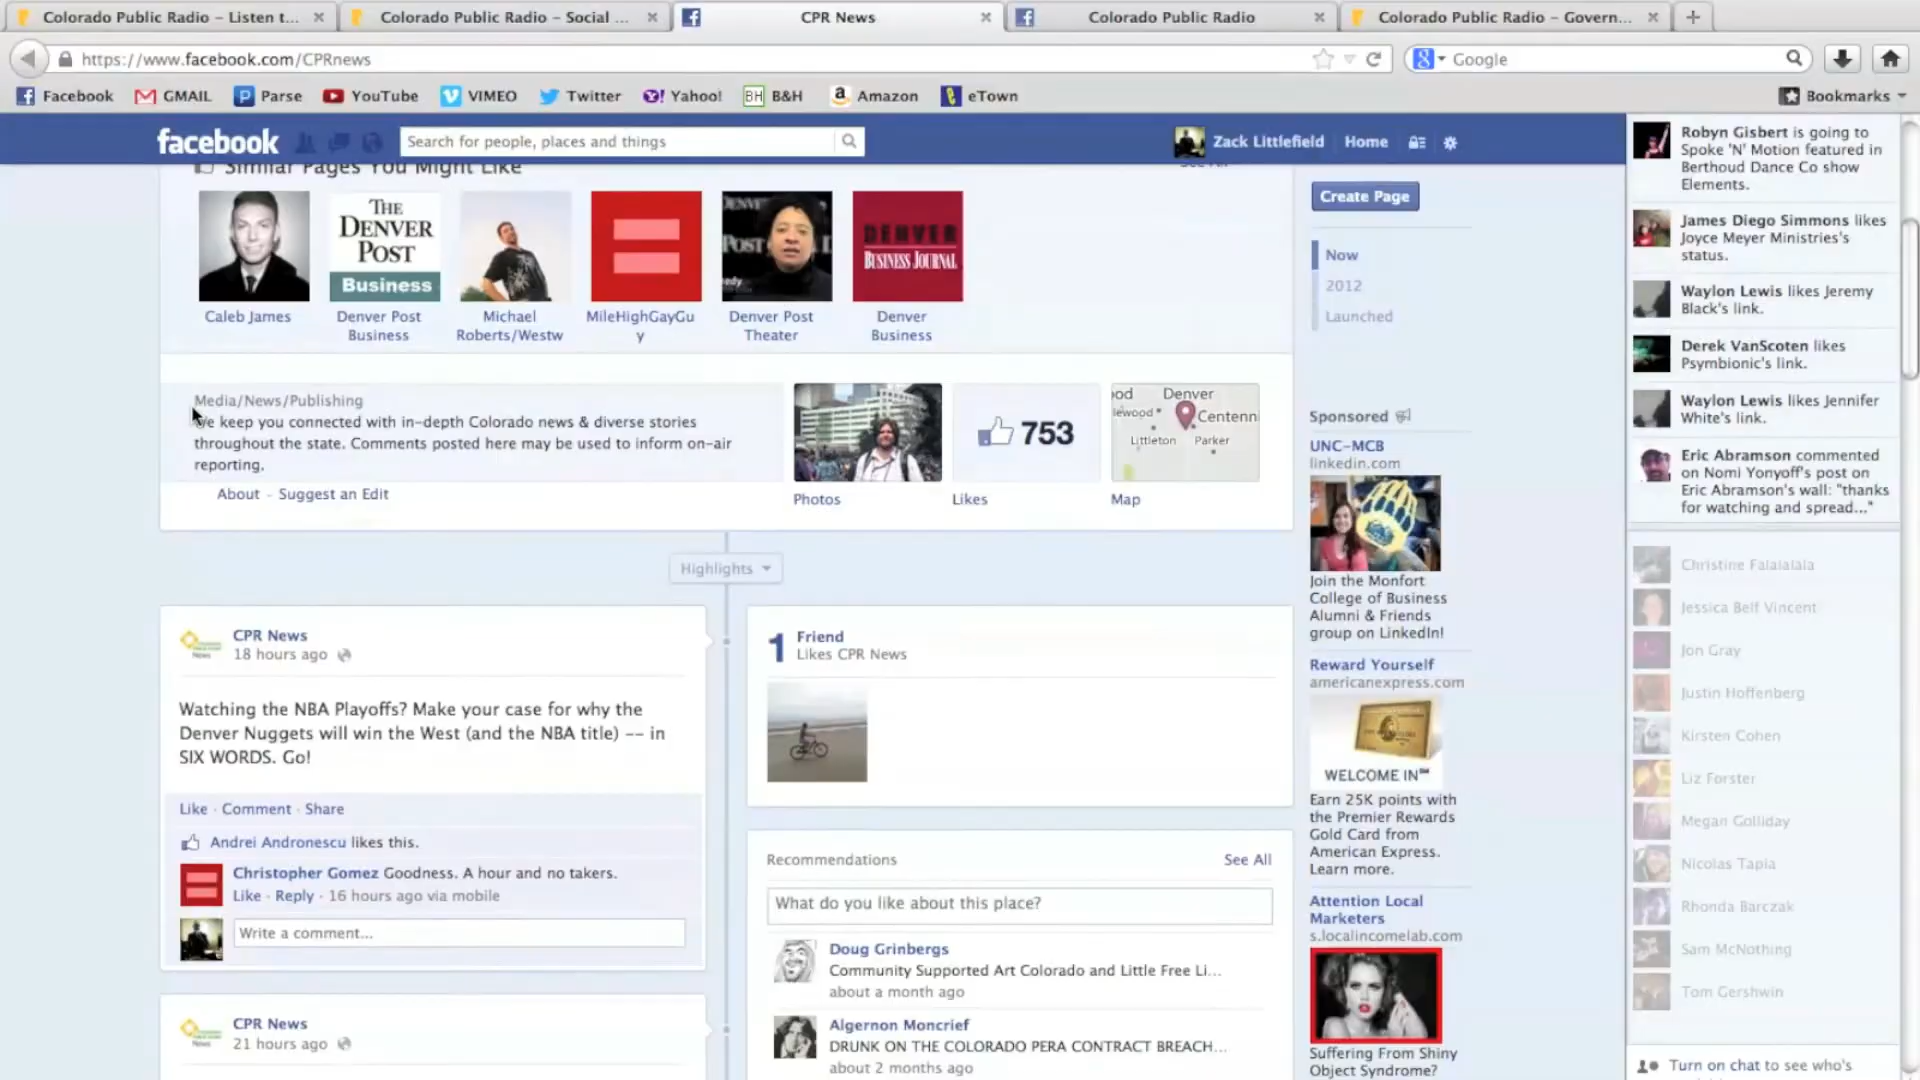 Colorado Public Radio – Listen t...
Colorado Public Radio – Social ...
CPR News
Colorado Public Radio
Colorado Public Radio – Govern...
https://www.facebook.com/CPRnews
Google
Facebook
GMAIL
Parse
YouTube
VIMEO
Twitter
Yahoo!
BH B&H
Amazon
eTown
Bookmarks
facebook
Search for people, places and things
Zack Littlefield
Home
Similar Pages You Might Like
THE
DENVER
POST
Business
DENVER
BUSINESS JOURNAL
Caleb James
Denver Post
Business
Michael
Roberts/Westw
MileHighGayGu
y
Denver Post
Theater
Denver
Business
Media/News/Publishing
We keep you connected with in-depth Colorado news & diverse stories
throughout the state. Comments posted here may be used to inform on-air
reporting.
About – Suggest an Edit
Photos
753
Likes
Denver
Centenn
Littleton
Parker
Map
Highlights
CPR News
18 hours ago
Watching the NBA Playoffs? Make your case for why the
Denver Nuggets will win the West (and the NBA title) -- in
SIX WORDS. Go!
Like · Comment · Share
Andrei Andronescu likes this.
Christopher Gomez Goodness. A hour and no takers.
Like · Reply · 16 hours ago via mobile
Write a comment...
CPR News
21 hours ago
1 Friend
Likes CPR News
Recommendations
See All
What do you like about this place?
Doug Grinbergs
Community Supported Art Colorado and Little Free Li...
about a month ago
Algernon Moncrief
DRUNK ON THE COLORADO PERA CONTRACT BREACH...
about 2 months ago
Create Page
Now
2012
Launched
Sponsored
UNC-MCB
linkedin.com
Join the Monfort
College of Business
Alumni & Friends
group on LinkedIn!
Reward Yourself
americanexpress.com
WELCOME IN℠
Earn 25K points with
the Premier Rewards
Gold Card from
American Express.
Learn more.
Attention Local
Marketers
s.localincomelab.com
Suffering From Shiny
Object Syndrome?
Robyn Gisbert is going to
Spoke 'N' Motion featured in
Berthoud Dance Co show
Elements.
James Diego Simmons likes
Joyce Meyer Ministries's
status.
Waylon Lewis likes Jeremy
Black's link.
Derek VanScoten likes
Psymbionic's link.
Waylon Lewis likes Jennifer
White's link.
Eric Abramson commented
on Nomi Yonyoff's post on
Eric Abramson's wall: "thanks
for watching and spread..."
Christine Falalalala
Jessica Belf Vincent
Jon Gray
Justin Hoffenberg
Kirsten Cohen
Liz Forster
Megan Golliday
Nicolas Tapia
Rhonda Barczak
Sam McNothing
Tom Gershwin
Turn on chat to see who's